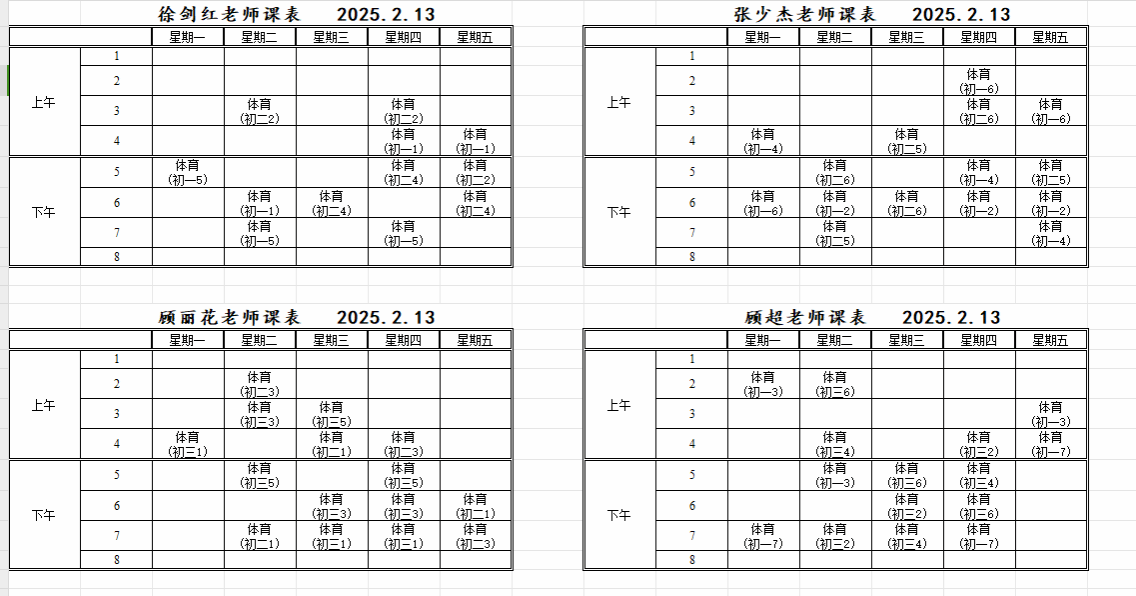 徐剑红老师课表 2025.2.13
星期一 星期二 星期三 星期四 星期五
上午
1
2
3 体育 (初二2) 体育 (初二2)
4 体育 (初一1) 体育 (初一1)
下午
5 体育 (初一5) 体育 (初二4) 体育 (初二2)
6 体育 (初一1) 体育 (初二4) 体育 (初二4)
7 体育 (初一5) 体育 (初一5)
8
张少杰老师课表 2025.2.13
星期一 星期二 星期三 星期四 星期五
上午
1
2 体育 (初一6)
3 体育 (初二6) 体育 (初一6)
4 体育 (初一4) 体育 (初二5)
下午
5 体育 (初二6) 体育 (初一4) 体育 (初二5)
6 体育 (初一6) 体育 (初一2) 体育 (初二6) 体育 (初一2) 体育 (初一2)
7 体育 (初二5) 体育 (初一4)
8
顾丽花老师课表 2025.2.13
星期一 星期二 星期三 星期四 星期五
上午
1
2 体育 (初二3)
3 体育 (初三3) 体育 (初三5)
4 体育 (初三1) 体育 (初二1) 体育 (初二3)
下午
5 体育 (初三5) 体育 (初三5)
6 体育 (初三3) 体育 (初三3) 体育 (初二1)
7 体育 (初二1) 体育 (初三1) 体育 (初三1) 体育 (初二3)
8
顾超老师课表 2025.2.13
星期一 星期二 星期三 星期四 星期五
上午
1
2 体育 (初一3) 体育 (初三6)
3 体育 (初一3)
4 体育 (初三4) 体育 (初三2) 体育 (初一7)
下午
5 体育 (初一3) 体育 (初三6) 体育 (初三4)
6 体育 (初三2) 体育 (初三6)
7 体育 (初一7) 体育 (初三2) 体育 (初三4) 体育 (初一7)
8